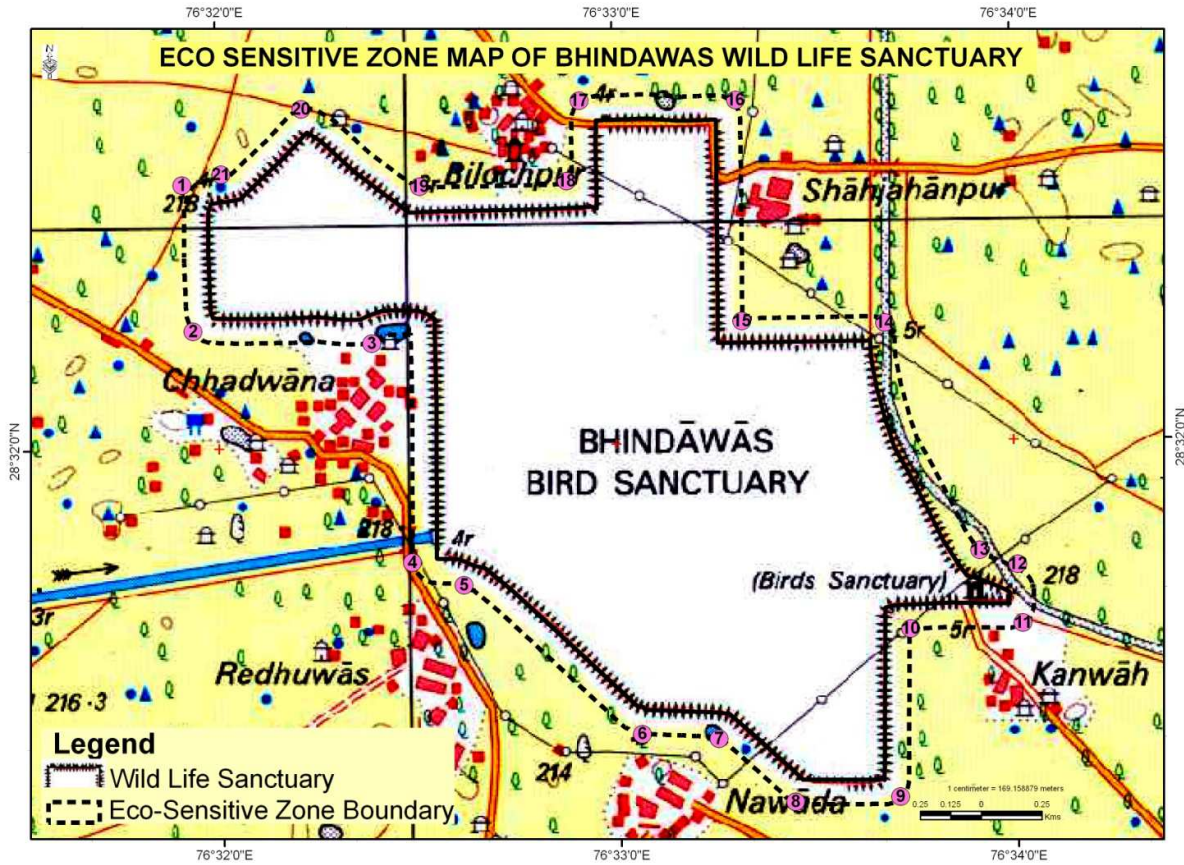 76°32'0"E
76°33'0"E
76°34'0"E
ECO SENSITIVE ZONE MAP OF BHINDAWAS WILD LIFE SANCTUARY
N
20
17
4r
16
1
21
218
19
Bilochpur
18
Shāhjahānpur
2
3
15
14
5r
Chhadwāna
28°32'0"N
28°32'0"N
BHINDĀWĀS
BIRD SANCTUARY
218
4r
4
5
13
12
(Birds Sanctuary)
218
3r
10
5r
11
Redhuwās
Kanwāh
216·3
6
7
214
Nawāda
8
9
Legend
Wild Life Sanctuary
Eco-Sensitive Zone Boundary
1 centimeter = 169.158879 meters
0.25 0.125 0 0.25
Kms
76°32'0"E
76°33'0"E
76°34'0"E